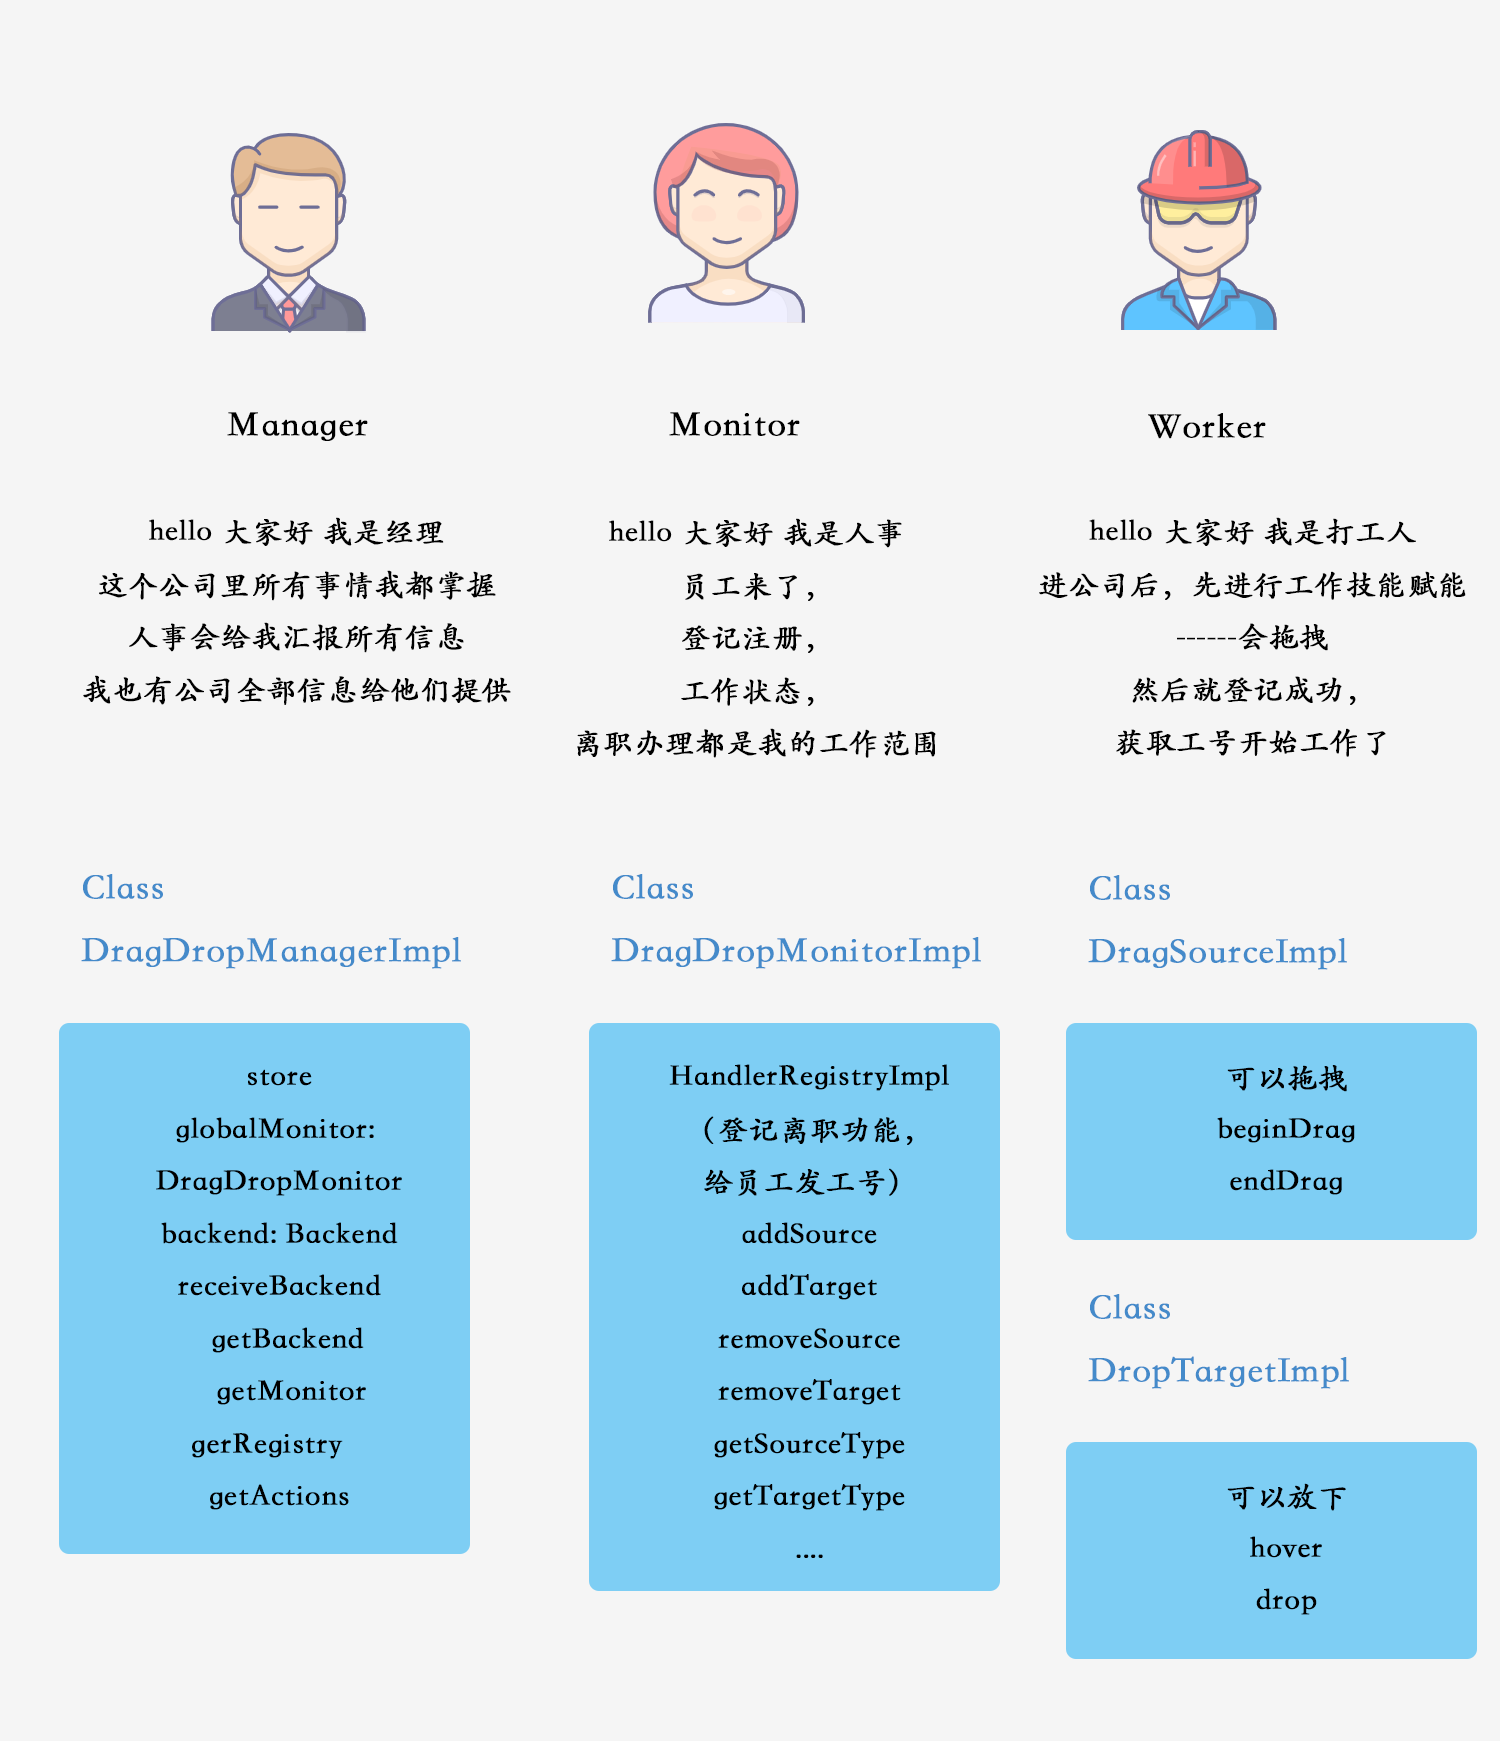 Manager
hello 大家好 我是经理
这个公司里所有事情我都掌握
人事会给我汇报所有信息
我也有公司全部信息给他们提供
Class
DragDropManagerImpl
store
globalMonitor:
DragDropMonitor
backend: Backend
receiveBackend
getBackend
getMonitor
gerRegistry
getActions
Monitor
hello 大家好 我是人事
员工来了，
登记注册，
工作状态，
离职办理都是我的工作范围
Class
DragDropMonitorImpl
HandlerRegistryImpl
（登记离职功能，
给员工发工号）
addSource
addTarget
removeSource
removeTarget
getSourceType
getTargetType
....
Worker
hello 大家好 我是打工人
进公司后，先进行工作技能赋能
------会拖拽
然后就登记成功，
获取工号开始工作了
Class
DragSourceImpl
可以拖拽
beginDrag
endDrag
Class
DropTargetImpl
可以放下
hover
drop